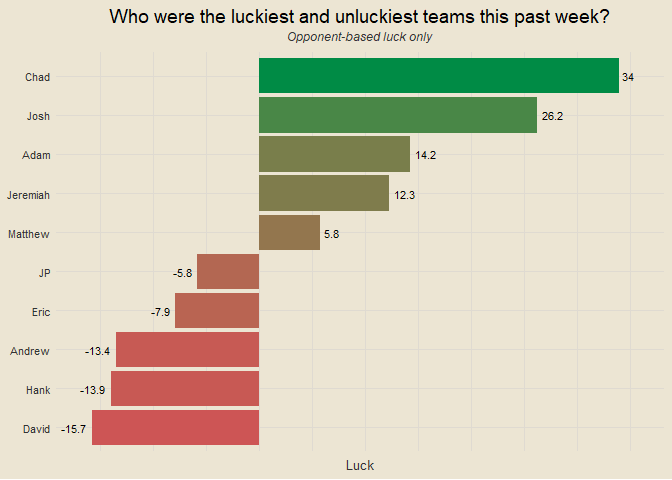 Who were the luckiest and unluckiest teams this past week?
Opponent-based luck only
Chad 34
Josh 26.2
Adam 14.2
Jeremiah 12.3
Matthew 5.8
JP -5.8
Eric -7.9
Andrew -13.4
Hank -13.9
David -15.7
Luck